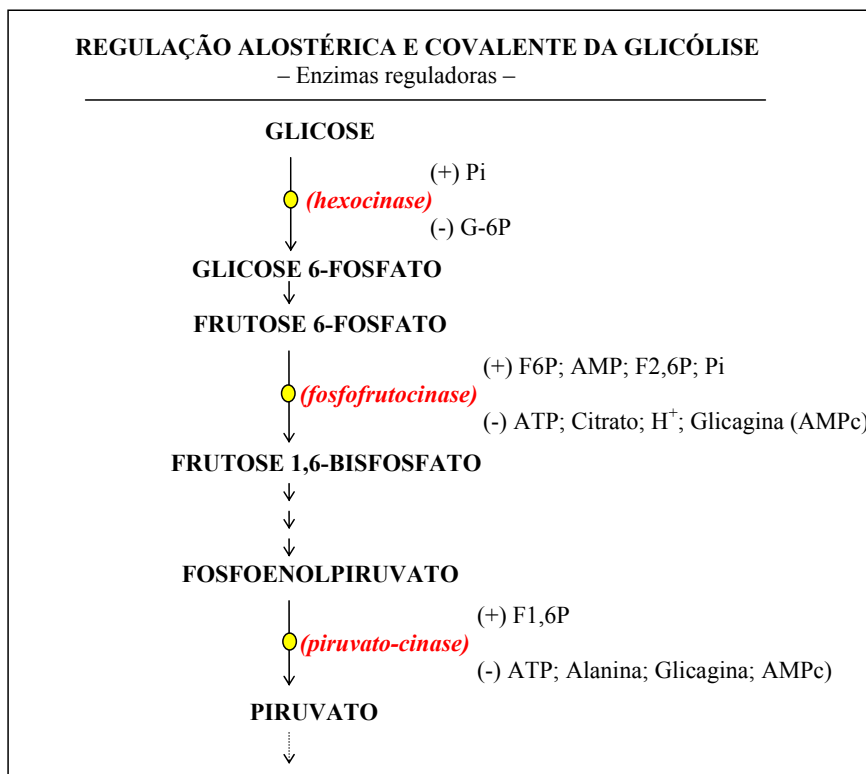 REGULAÇÃO ALOSTÉRICA E COVALENTE DA GLICÓLISE
– Enzimas reguladoras –
GLICOSE
(+) Pi
(hexocinase)
(-) G-6P
GLICOSE 6-FOSFATO
FRUTOSE 6-FOSFATO
(+) F6P; AMP; F2,6P; Pi
(fosfofrutocinase)
(-) ATP; Citrato; H⁺; Glicagina (AMPc)
FRUTOSE 1,6-BISFOSFATO
FOSFOENOLPIRUVATO
(+) F1,6P
(piruvato-cinase)
(-) ATP; Alanina; Glicagina; AMPc)
PIRUVATO